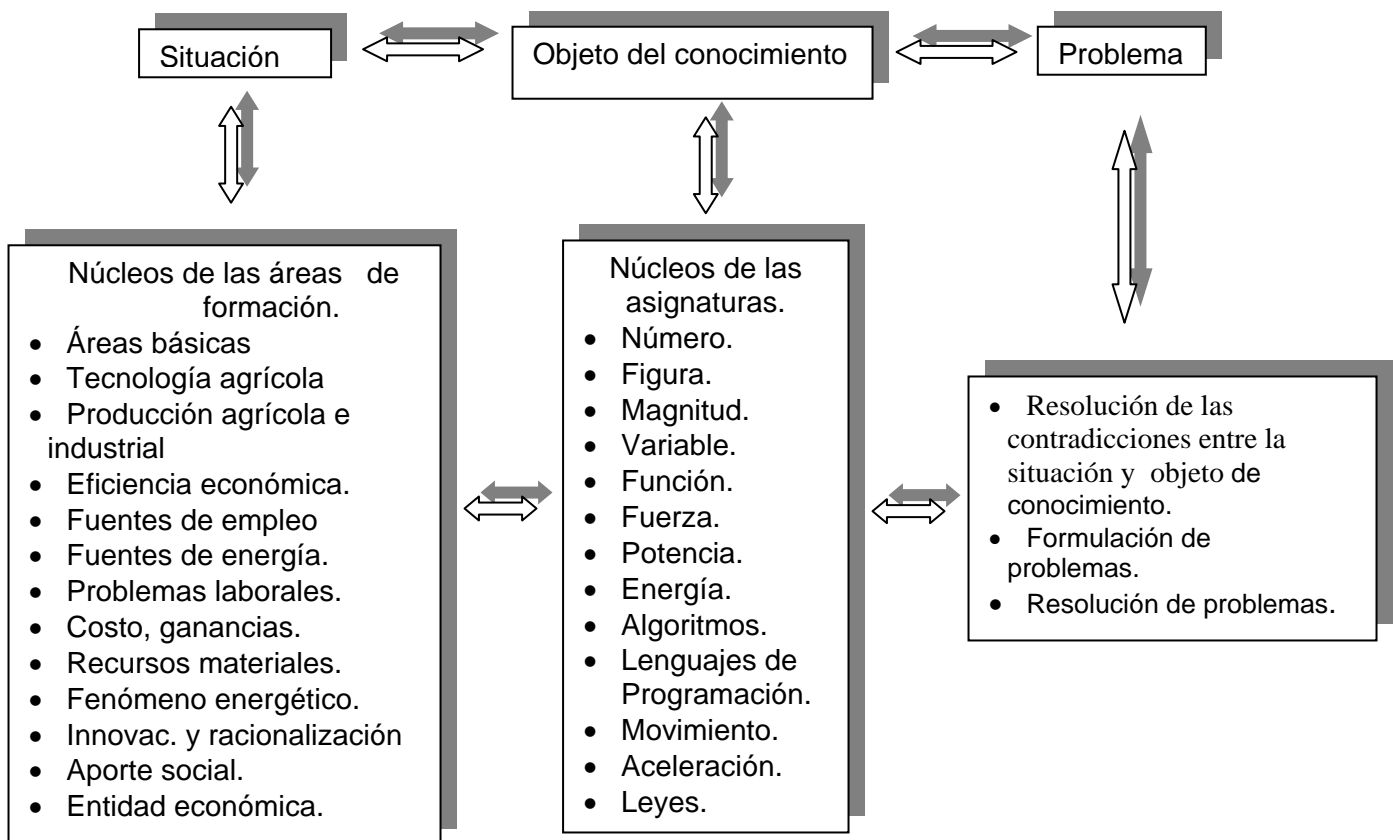 Situación
Objeto del conocimiento
Problema
Núcleos de las áreas de
formación.
• Áreas básicas
• Tecnología agrícola
• Producción agrícola e
industrial
• Eficiencia económica.
• Fuentes de empleo
• Fuentes de energía.
• Problemas laborales.
• Costo, ganancias.
• Recursos materiales.
• Fenómeno energético.
• Innovac. y racionalización
• Aporte social.
• Entidad económica.
Núcleos de las
asignaturas.
• Número.
• Figura.
• Magnitud.
• Variable.
• Función.
• Fuerza.
• Potencia.
• Energía.
• Algoritmos.
• Lenguajes de
Programación.
• Movimiento.
• Aceleración.
• Leyes.
• Resolución de las
contradicciones entre la
situación y objeto de
conocimiento.
• Formulación de
problemas.
• Resolución de problemas.